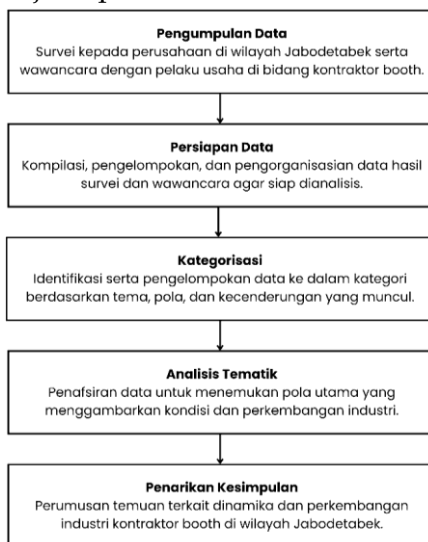 Pengumpulan Data
Survei kepada perusahaan di wilayah Jabodetabek serta
wawancara dengan pelaku usaha di bidang kontraktor booth.
Persiapan Data
Kompilasi, pengelompokan, dan pengorganisasian data hasil
survei dan wawancara agar siap dianalisis.
Kategorisasi
Identifikasi serta pengelompokan data ke dalam kategori
berdasarkan tema, pola, dan kecenderungan yang muncul.
Analisis Tematik
Penafsiran data untuk menemukan pola utama yang
menggambarkan kondisi dan perkembangan industri.
Penarikan Kesimpulan
Perumusan temuan terkait dinamika dan perkembangan
industri kontraktor booth di wilayah Jabodetabek.